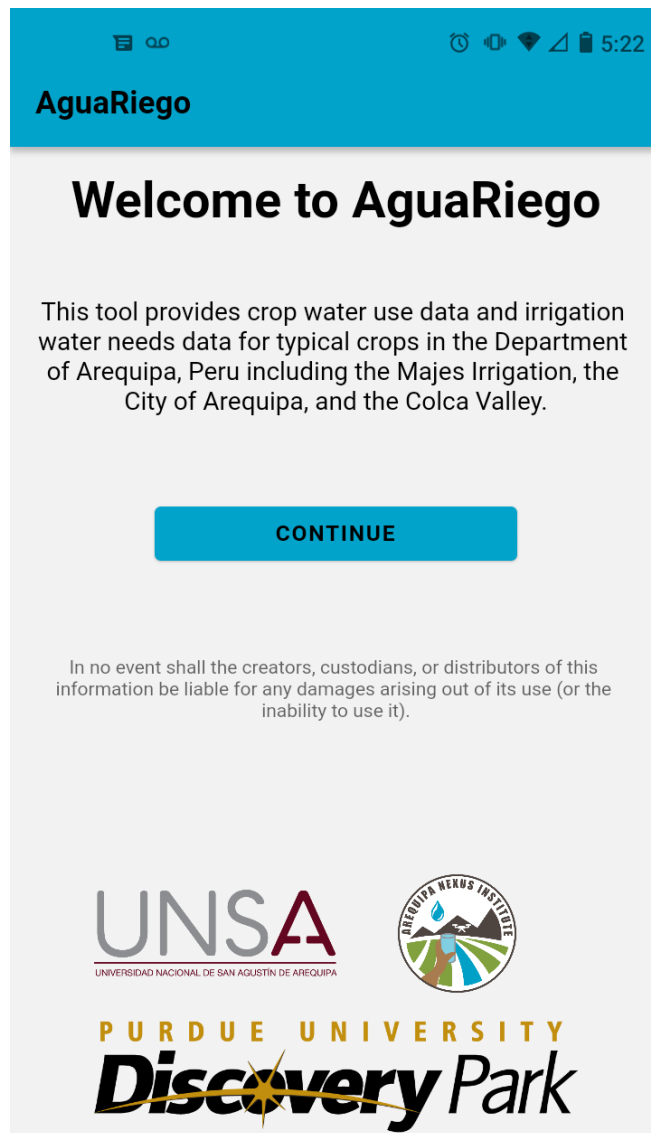 5:22
AguaRiego
Welcome to AguaRiego
This tool provides crop water use data and irrigation
water needs data for typical crops in the Department
of Arequipa, Peru including the Majes Irrigation, the
City of Arequipa, and the Colca Valley.
CONTINUE
In no event shall the creators, custodians, or distributors of this
information be liable for any damages arising out of its use (or the
inability to use it).
UNSA
UNIVERSIDAD NACIONAL DE SAN AGUSTÍN DE AREQUIPA
AREQUIPA NEXUS INSTITUTE
PURDUE UNIVERSITY
Discovery Park